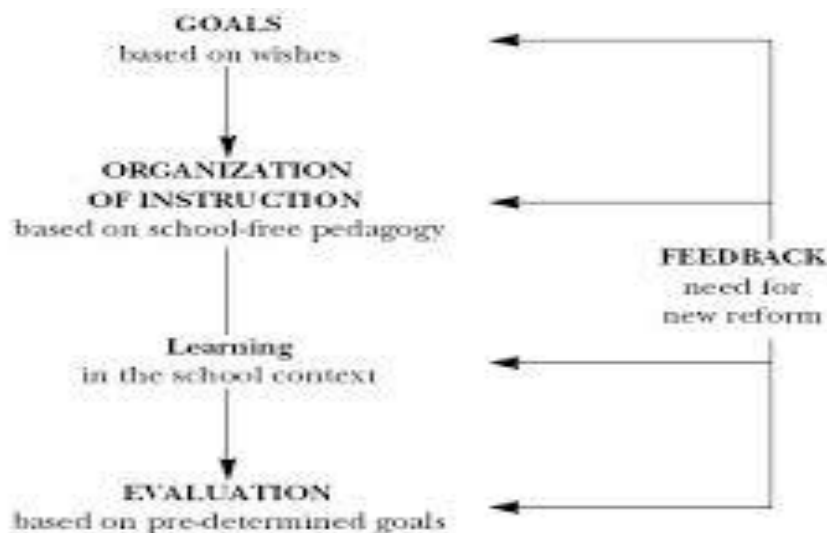 GOALS
based on wishes
ORGANIZATION
OF INSTRUCTION
based on school-free pedagogy
Learning
in the school context
EVALUATION
based on pre-determined goals
FEEDBACK
need for
new reform